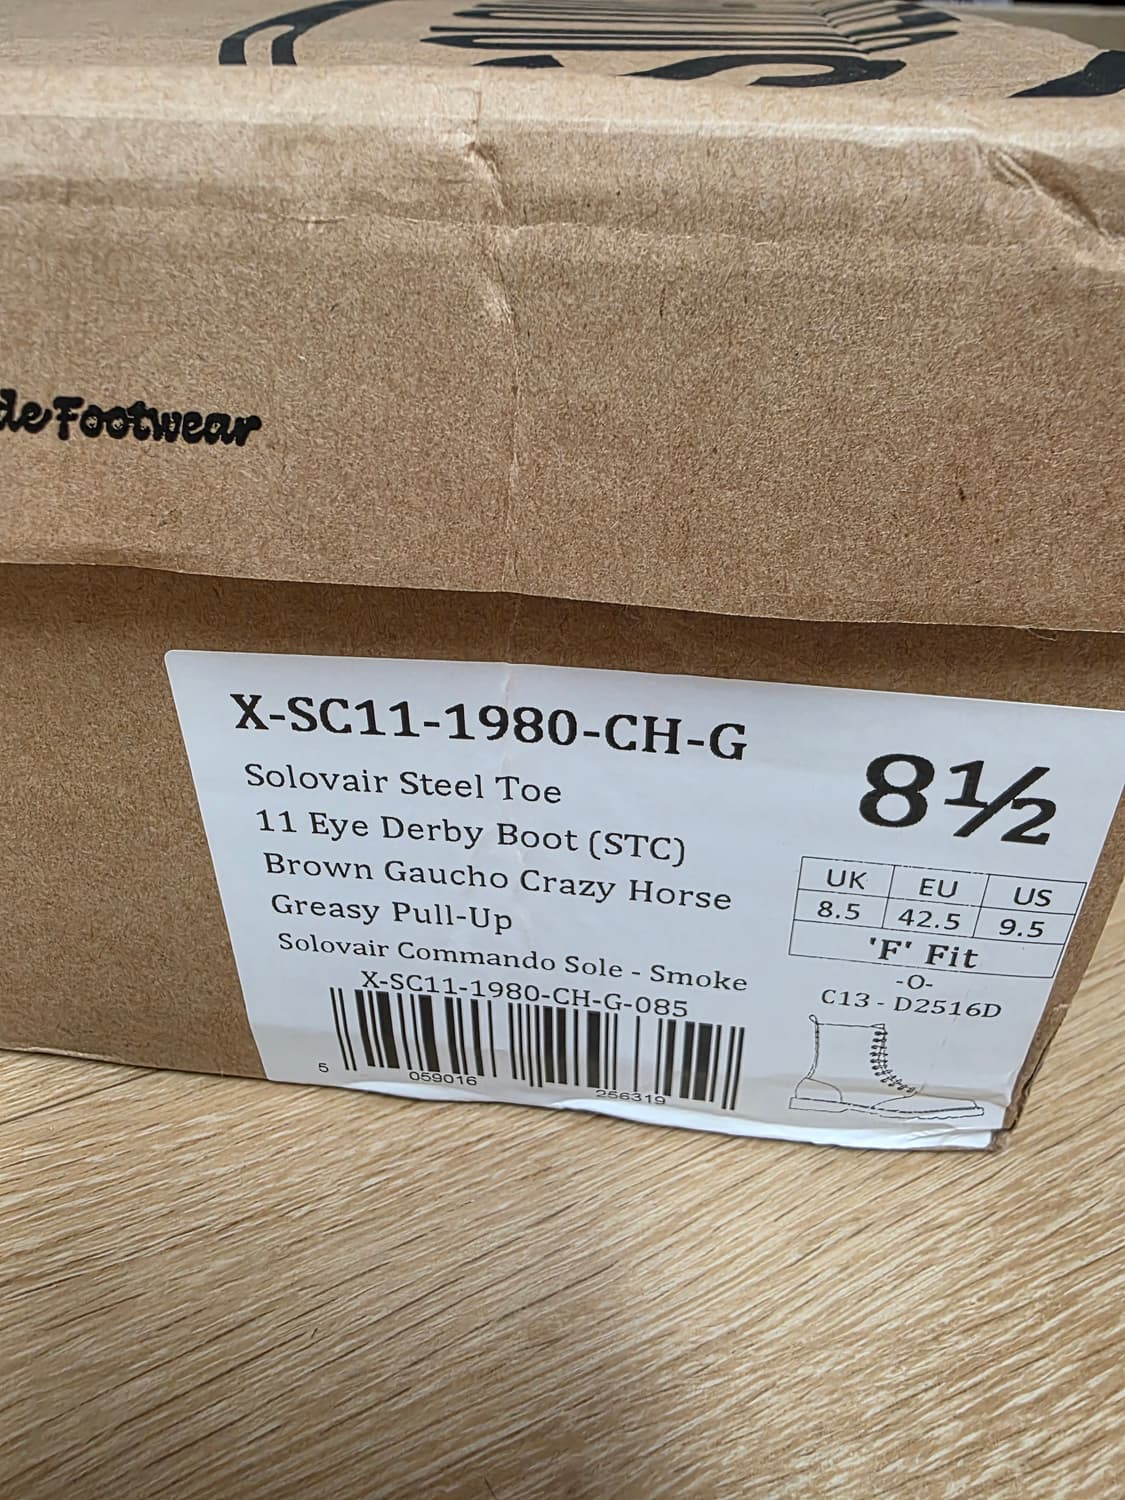 Footwear
X-SC11-1980-CH-G
Solovair Steel Toe
11 Eye Derby Boot (STC)
Brown Gaucho Crazy Horse
Greasy Pull-Up
Solovair Commando Sole - Smoke
X-SC11-1980-CH-G-085
5 059016 256319
8½
UK EU US
8.5 42.5 9.5
'F' Fit
-O-
C13 - D2516D